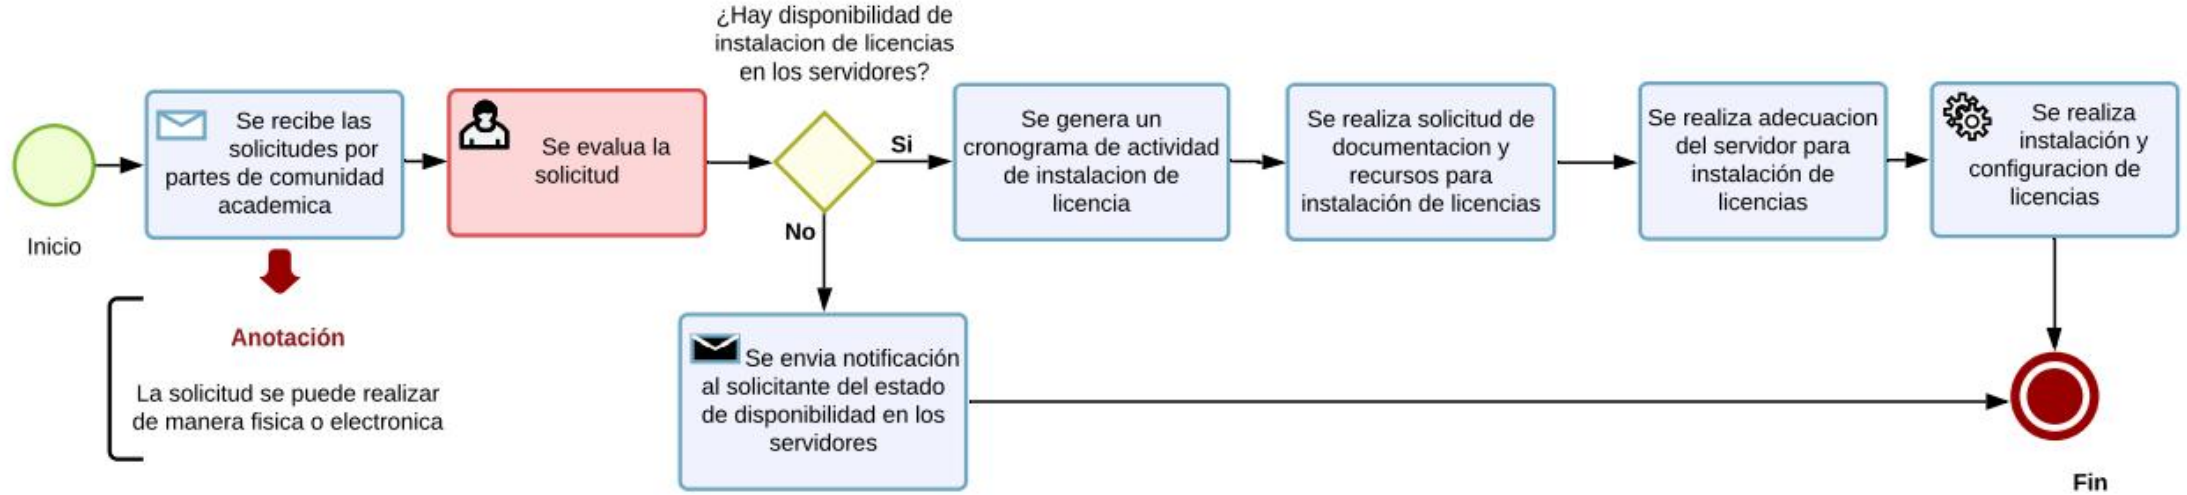 ¿Hay disponibilidad de
instalacion de licencias
en los servidores?
Inicio
Se recibe las
solicitudes por
partes de comunidad
academica
Anotación
La solicitud se puede realizar
de manera fisica o electronica
Se evalua la
solicitud
Si
No
Se genera un
cronograma de actividad
de instalacion de
licencia
Se realiza solicitud de
documentacion y
recursos para
instalación de licencias
Se realiza adecuacion
del servidor para
instalación de
licencias
Se realiza
instalación y
configuracion de
licencias
Se envia notificación
al solicitante del estado
de disponibilidad en los
servidores
Fin